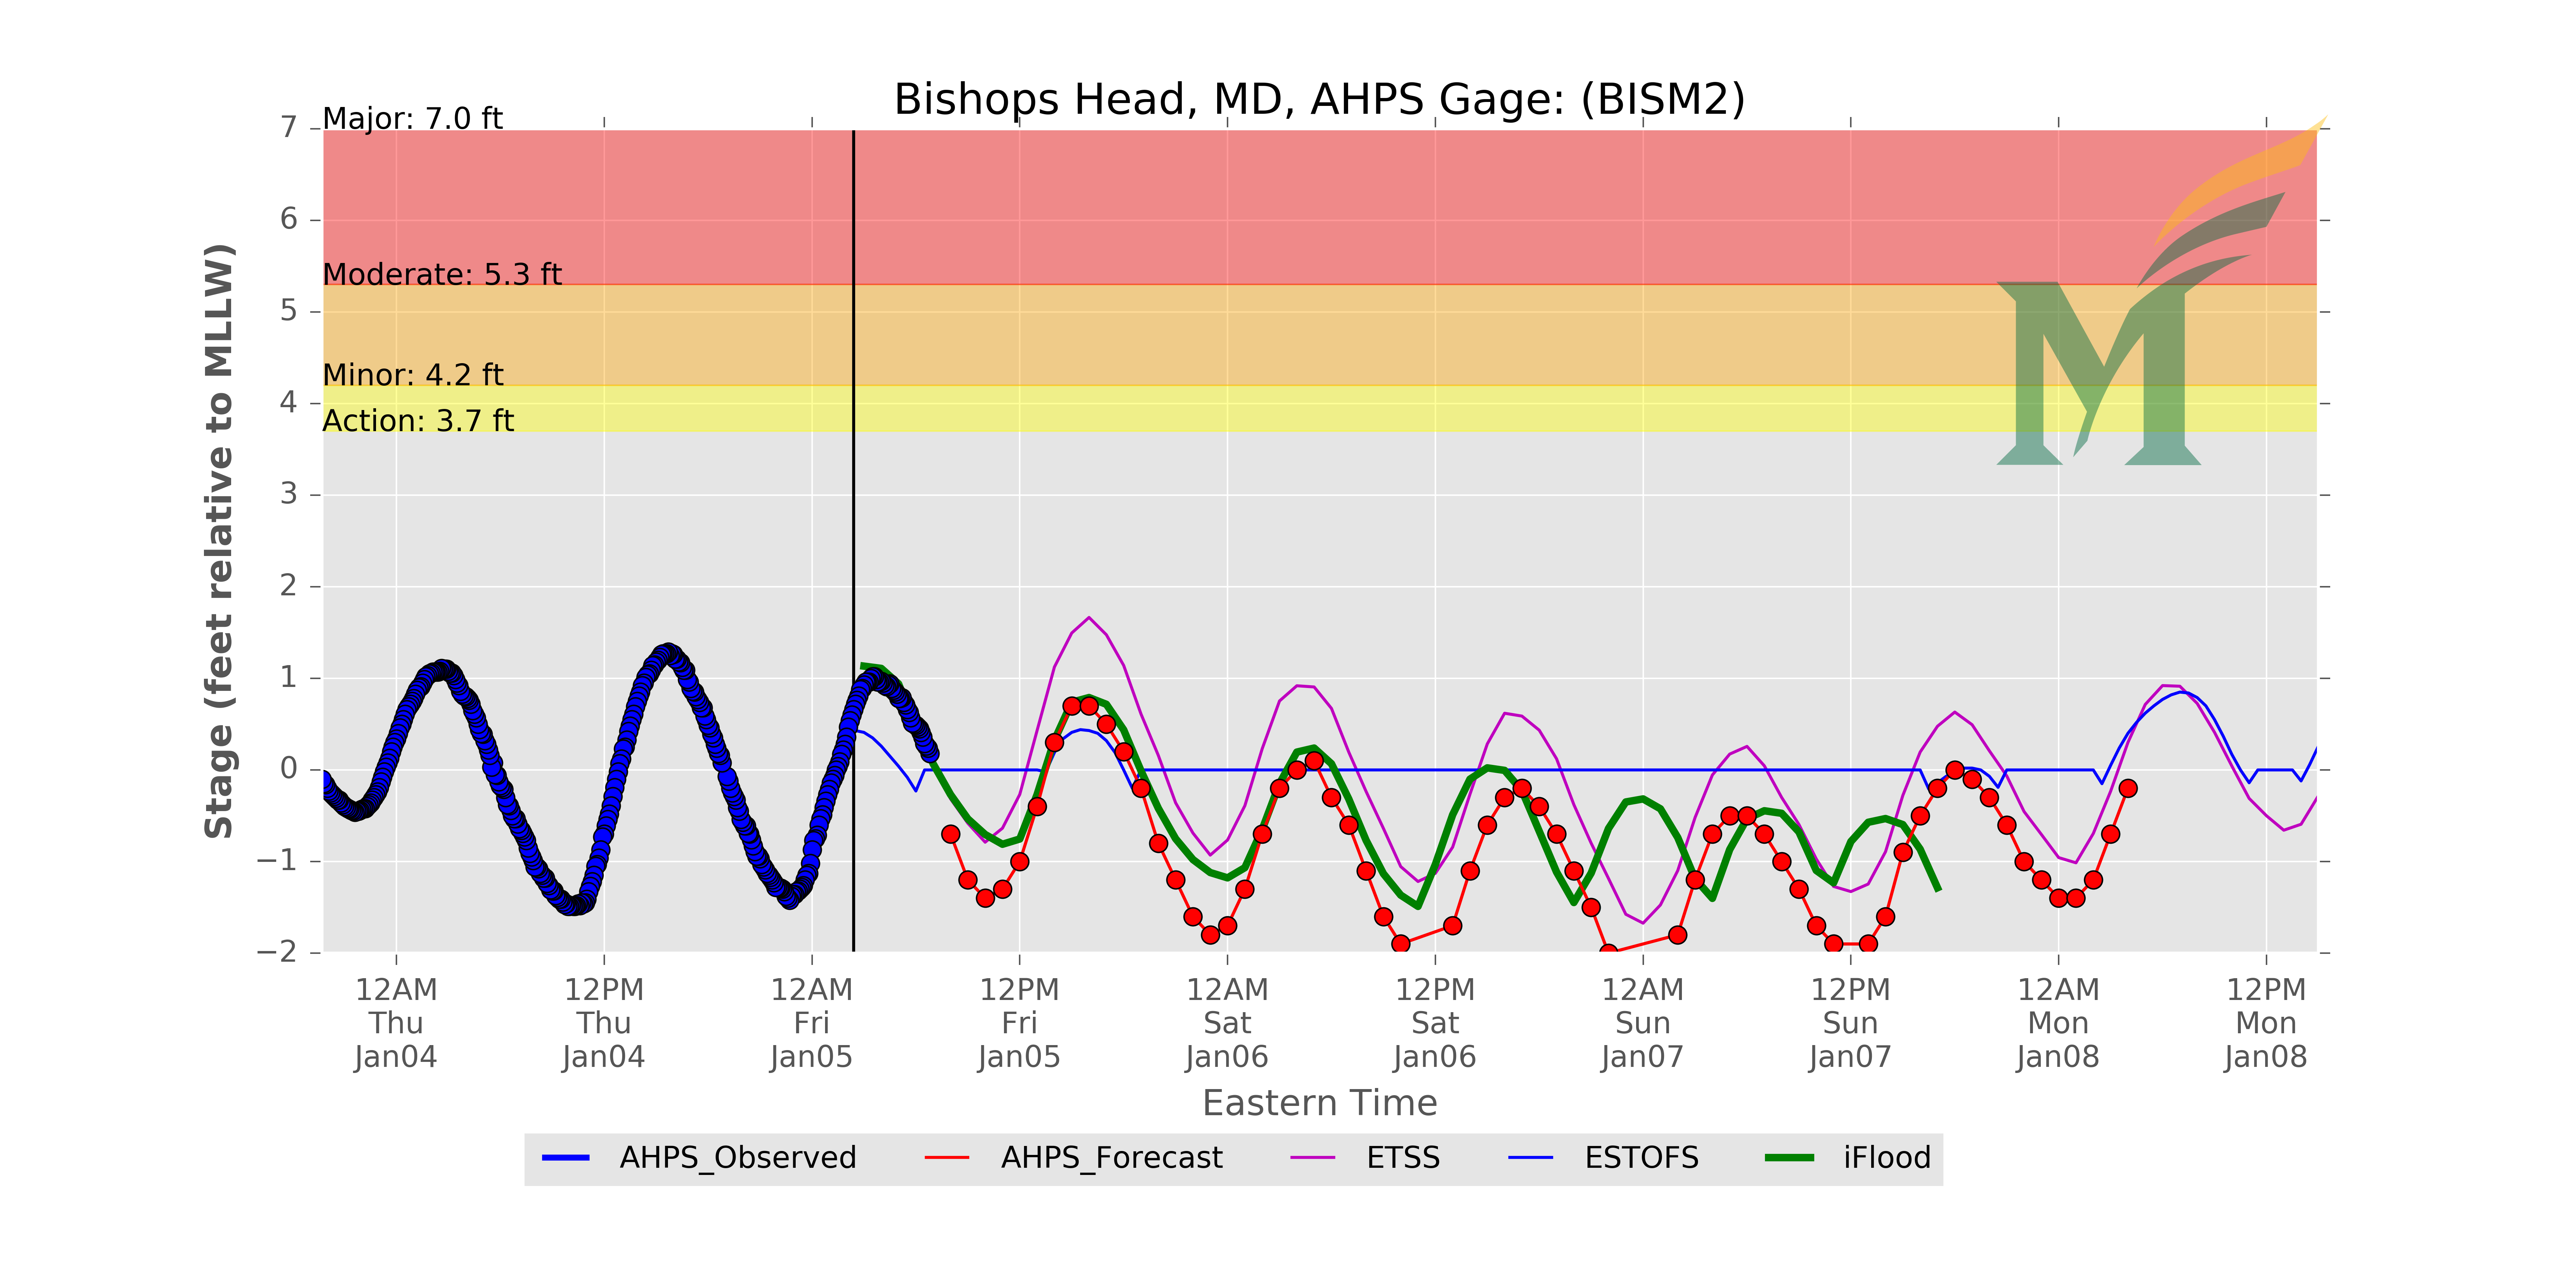 Bishops Head, MD, AHPS Gage: (BISM2)
Major: 7.0 ft
Moderate: 5.3 ft
Minor: 4.2 ft
Action: 3.7 ft
Stage (feet relative to MLLW)
7
6
5
4
3
2
1
0
−1
−2
12AM
Thu
Jan04
12PM
Thu
Jan04
12AM
Fri
Jan05
12PM
Fri
Jan05
12AM
Sat
Jan06
12PM
Sat
Jan06
12AM
Sun
Jan07
12PM
Sun
Jan07
12AM
Mon
Jan08
12PM
Mon
Jan08
Eastern Time
AHPS_Observed
AHPS_Forecast
ETSS
ESTOFS
iFlood
M